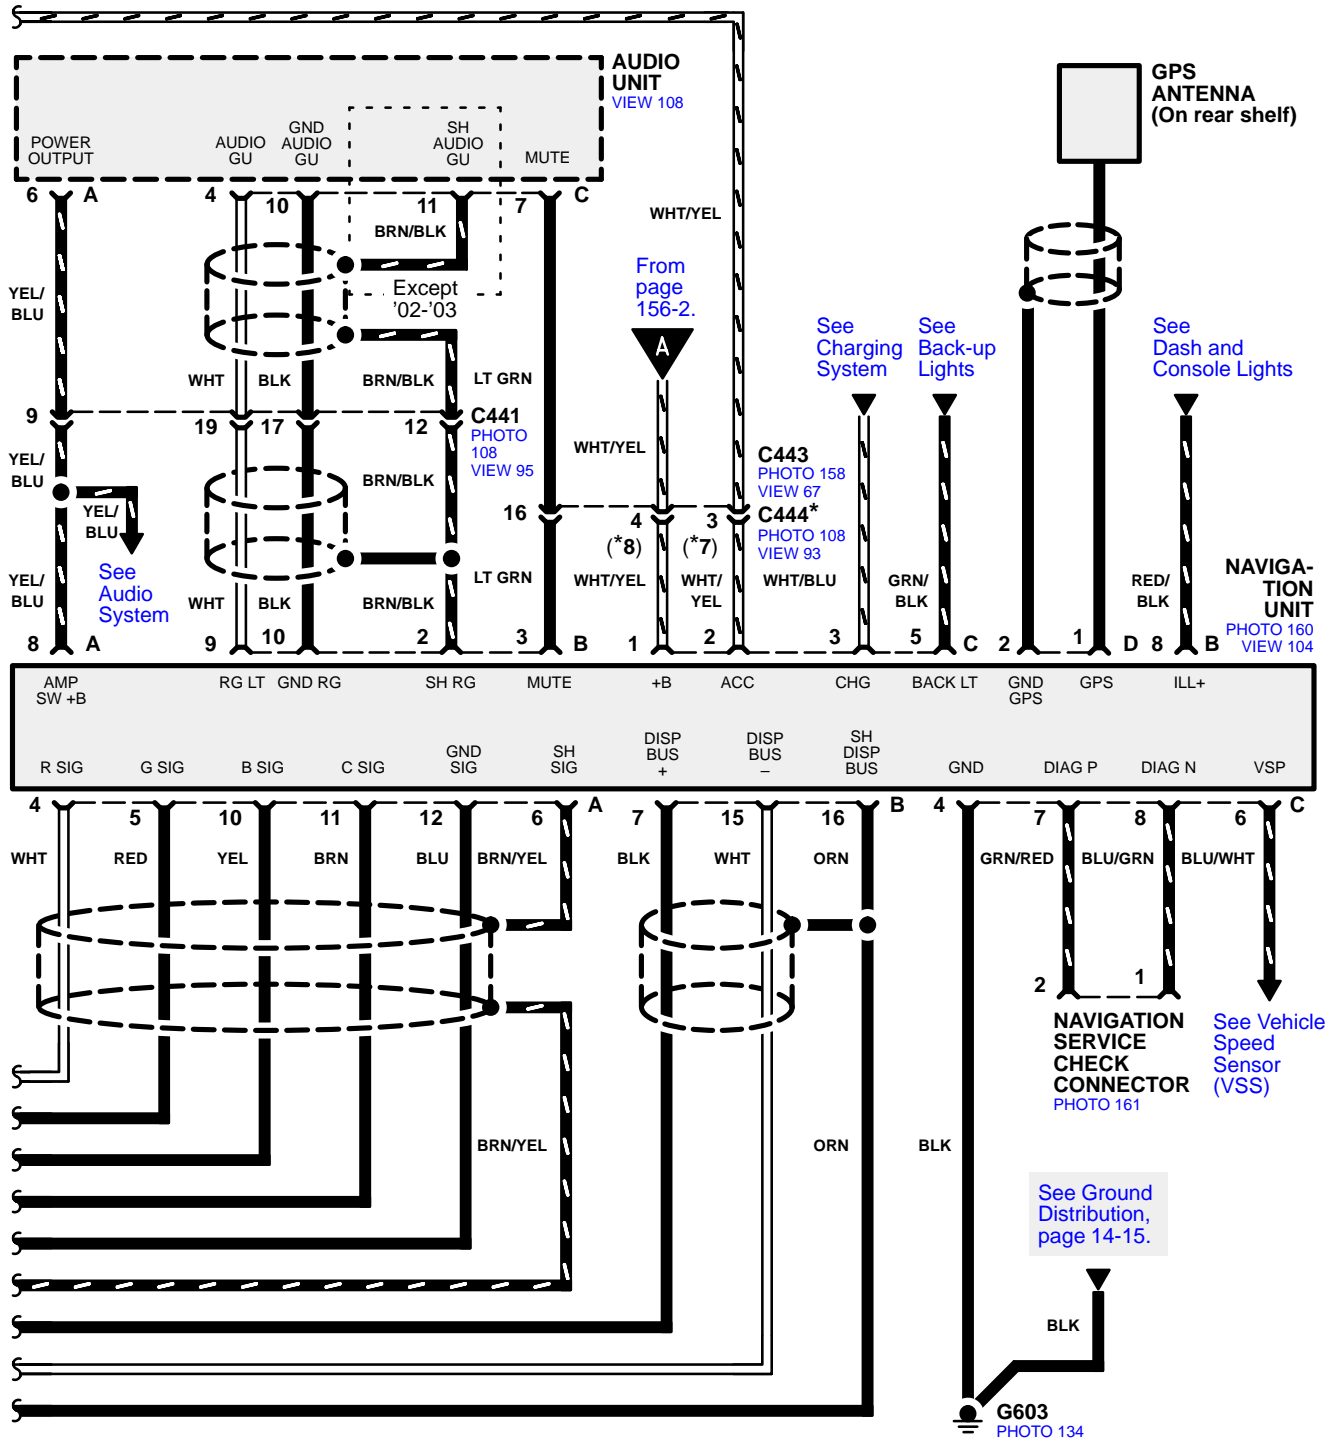 AUDIO
UNIT
VIEW 108
GPS
ANTENNA
(On rear shelf)
POWER
OUTPUT
AUDIO
GU
GND
AUDIO
GU
SH
AUDIO
GU
MUTE
6 A 4 10 11 7 C
BRN/BLK
WHT/YEL
From
page
156-2.
A
Except
'02-'03
YEL/
BLU
See
Charging
System
See
Back-up
Lights
See
Dash and
Console Lights
WHT BLK BRN/BLK LT GRN
9 19 17 12
C441
PHOTO
108
VIEW 95
WHT/YEL
C443
PHOTO 158
VIEW 67
C444*
PHOTO 108
VIEW 93
YEL/
BLU
YEL/
BLU
BRN/BLK
16 4 3
(*8) (*7)
See
Audio
System
YEL/
BLU
WHT BLK BRN/BLK LT GRN
WHT/YEL
WHT/
YEL
WHT/BLU
GRN/
BLK
RED/
BLK
NAVIGA-
TION
UNIT
PHOTO 160
VIEW 104
8 A 9 10 2 3 B 1 2 3 5 C 2 1 D 8 B
AMP
SW +B
RG LT GND RG SH RG MUTE +B ACC CHG BACK LT
GND
GPS
GPS ILL+
R SIG G SIG B SIG C SIG
GND
SIG
SH
SIG
DISP
BUS
+
DISP
BUS
–
SH
DISP
BUS
GND DIAG P DIAG N VSP
4 5 10 11 12 6 A 7 15 16 B 4 7 8 6 C
WHT RED YEL BRN BLU BRN/YEL BLK WHT ORN GRN/RED BLU/GRN BLU/WHT
2 1
NAVIGATION
SERVICE
CHECK
CONNECTOR
PHOTO 161
See Vehicle
Speed
Sensor
(VSS)
BRN/YEL ORN BLK
See Ground
Distribution,
page 14-15.
BLK
G603
PHOTO 134